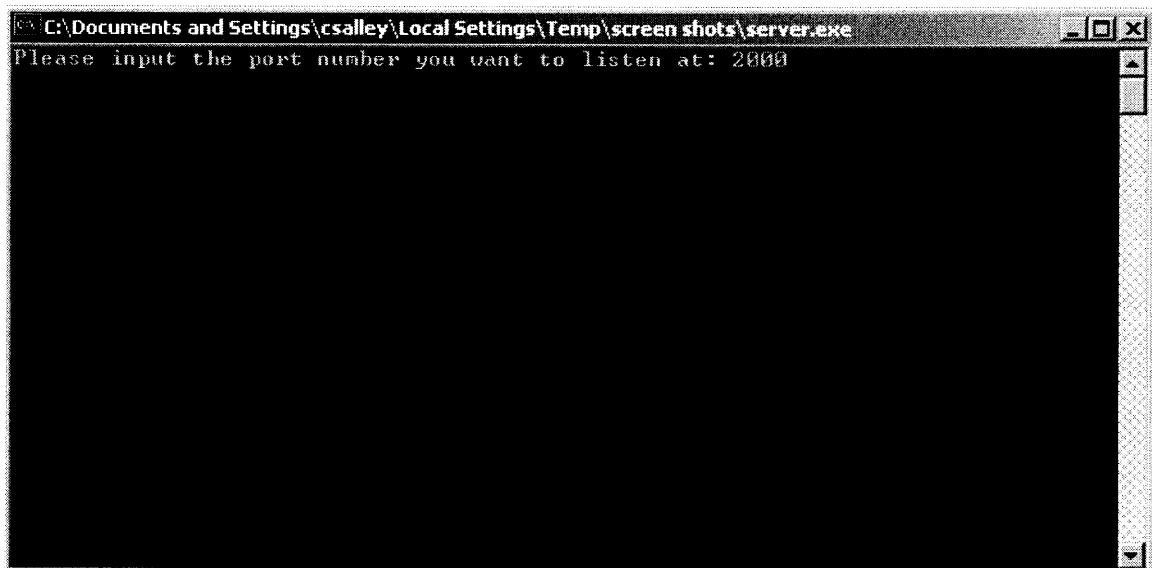 C:\Documents and Settings\csalley\Local Settings\Temp\screen shots\server.exe
Please input the port number you want to listen at: 2000